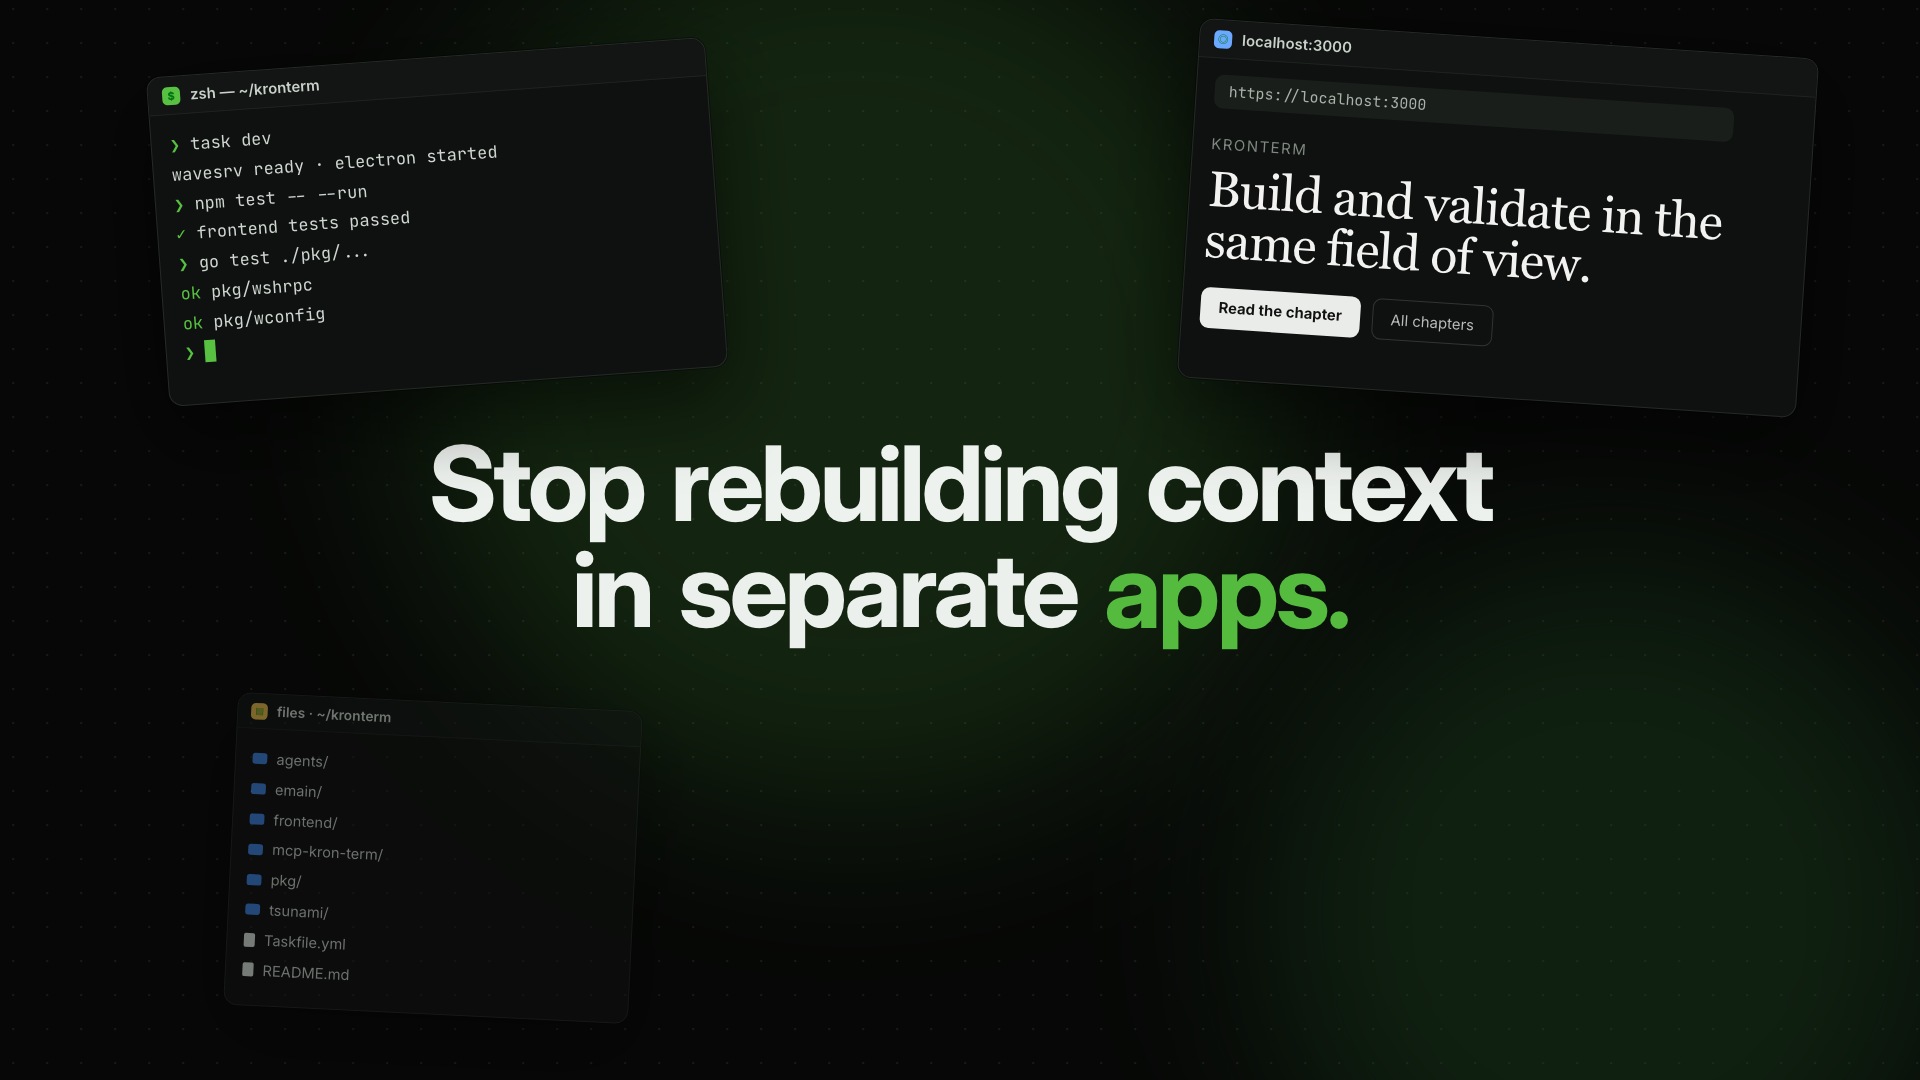 $ zsh — ~/kronterm
❯ task dev
wavesrv ready · electron started
❯ npm test -- --run
✓ frontend tests passed
❯ go test ./pkg/...
ok pkg/wshrpc
ok pkg/wconfig
❯
localhost:3000
https://localhost:3000
KRONTERM
Build and validate in the
same field of view.
Read the chapter
All chapters
Stop rebuilding context
in separate apps.
files · ~/kronterm
agents/
emain/
frontend/
mcp-kron-term/
pkg/
tsunami/
Taskfile.yml
README.md